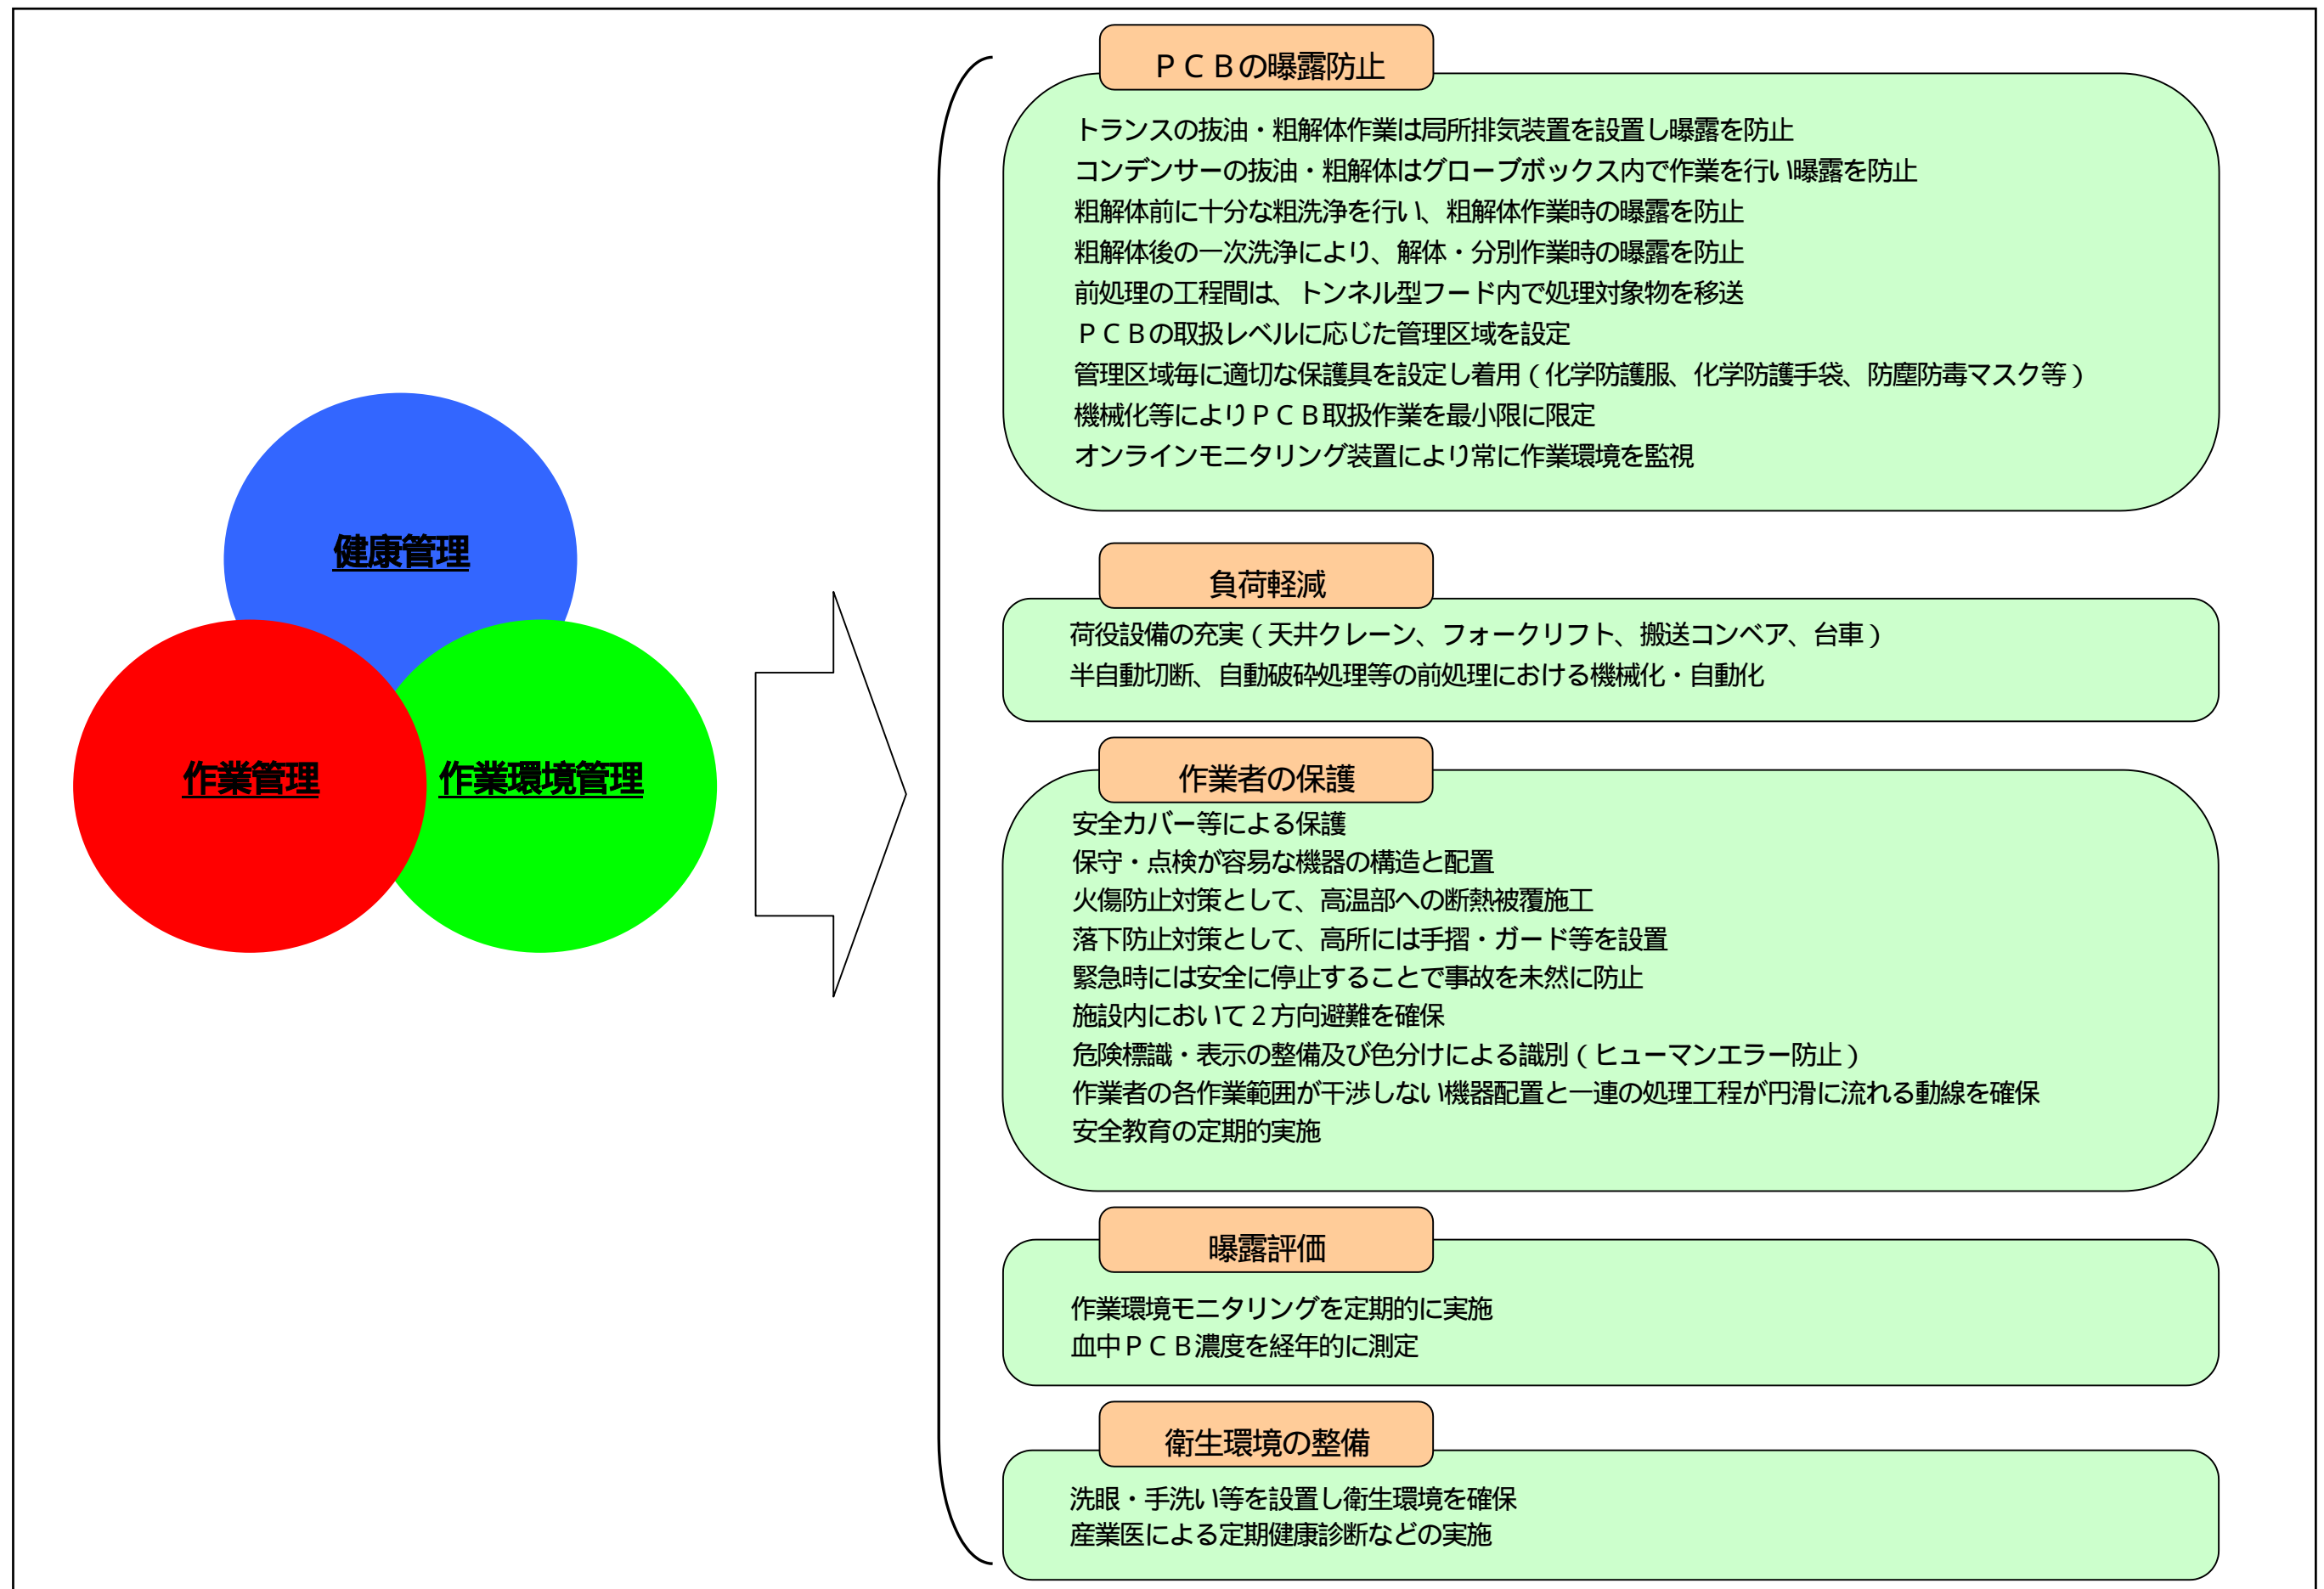 健康管理
作業管理
作業環境管理
ＰＣＢの曝露防止
トランスの抜油・粗解体作業は局所排気装置を設置し曝露を防止
コンデンサーの抜油・粗解体はグローブボックス内で作業を行い曝露を防止
粗解体前に十分な粗洗浄を行い、粗解体作業時の曝露を防止
粗解体後の一次洗浄により、解体・分別作業時の曝露を防止
前処理の工程間は、トンネル型フード内で処理対象物を移送
ＰＣＢの取扱レベルに応じた管理区域を設定
管理区域毎に適切な保護具を設定し着用（化学防護服、化学防護手袋、防塵防毒マスク等）
機械化等によりＰＣＢ取扱作業を最小限に限定
オンラインモニタリング装置により常に作業環境を監視
負荷軽減
荷役設備の充実（天井クレーン、フォークリフト、搬送コンベア、台車）
半自動切断、自動破砕処理等の前処理における機械化・自動化
作業者の保護
安全カバー等による保護
保守・点検が容易な機器の構造と配置
火傷防止対策として、高温部への断熱被覆施工
落下防止対策として、高所には手摺・ガード等を設置
緊急時には安全に停止することで事故を未然に防止
施設内において２方向避難を確保
危険標識・表示の整備及び色分けによる識別（ヒューマンエラー防止）
作業者の各作業範囲が干渉しない機器配置と一連の処理工程が円滑に流れる動線を確保
安全教育の定期的実施
曝露評価
作業環境モニタリングを定期的に実施
血中ＰＣＢ濃度を経年的に測定
衛生環境の整備
洗眼・手洗い等を設置し衛生環境を確保
産業医による定期健康診断などの実施